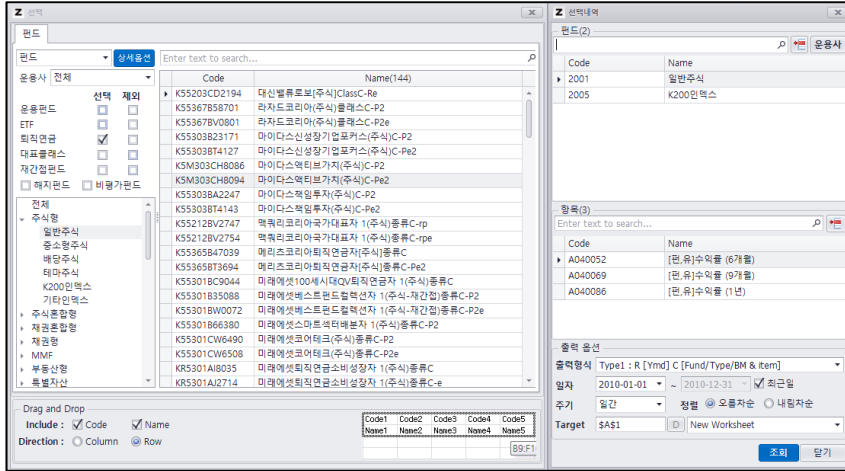 Z 선택
펀드
펀드 상세옵션 Enter text to search...
운용사 전체
선택 제외
운용펀드
ETF
퇴직연금
대표클래스
재간접펀드
해지펀드 비평가펀드
전체
주식형
일반주식
중소형주식
배당주식
테마주식
K200인덱스
기타인덱스
주식혼합형
채권혼합형
채권형
MMF
부동산형
특별자산
Code Name(144)
K55203CD2194 대신밸류로보[주식]ClassC-Re
K55367B58701 라자드코리아(주식)클래스C-P2
K55367BV0801 라자드코리아(주식)클래스C-P2e
K55303B23171 마이다스신성장기업포커스(주식)C-P2
K55303BT4127 마이다스신성장기업포커스(주식)C-Pe2
K5M303CH8086 마이다스액티브가치(주식)C-P2
K5M303CH8094 마이다스액티브가치(주식)C-Pe2
K55303BA2247 마이다스책임투자(주식)C-P2
K55303BT4143 마이다스책임투자(주식)C-Pe2
K55212BV2747 맥쿼리코리아국가대표자 1(주식)종류C-rp
K55212BV2754 맥쿼리코리아국가대표자 1(주식)종류C-rpe
K55365B47039 메리츠코리아퇴직연금자[주식]종류C
K55365BT3694 메리츠코리아퇴직연금자[주식]종류C-Pe2
K55301BC9044 미래에셋100세시대QV퇴직연금자 1(주식)종류C
K55301B35088 미래에셋베스트펀드컬렉션자 1(주식-재간접)종류C-P2
K55301BW0072 미래에셋베스트펀드컬렉션자 1(주식-재간접)종류C-P2e
K55301B66380 미래에셋스마트섹터배분자 1(주식)종류C-P2
K55301CW6490 미래에셋코어테크(주식)종류C-P2
K55301CW6508 미래에셋코어테크(주식)종류C-P2e
KR5301AI8035 미래에셋퇴직연금소비성장자 1(주식)종류C
KR5301AJ2714 미래에셋퇴직연금소비성장자 1(주식)종류C-e
Drag and Drop
Include : Code Name
Direction : Column Row
Code1 Code2 Code3 Code4 Code5
Name1 Name2 Name3 Name4 Name5
B9:F1
Z 선택내역
펀드(2)
운용사
Code Name
2001 일반주식
2005 K200인덱스
항목(3)
Enter text to search...
Code Name
A040052 [펀,유]수익률 (6개월)
A040069 [펀,유]수익률 (9개월)
A040086 [펀,유]수익률 (1년)
출력 옵션
출력형식 Type1 : R [Ymd] C [Fund/Type/BM & item]
일자 2010-01-01 ~ 2010-12-31 최근일
주기 일간 정렬 오름차순 내림차순
Target $A$1 D New Worksheet
조회 닫기